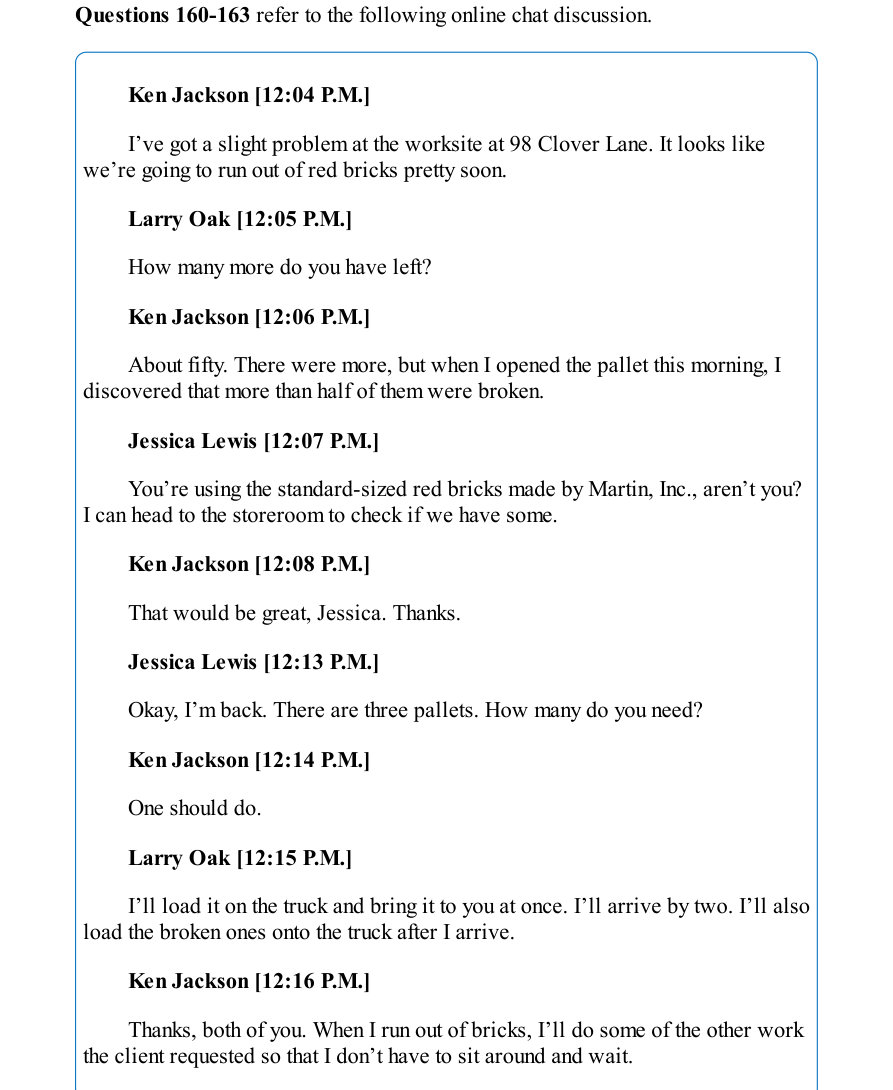 Questions 160-163 refer to the following online chat discussion.
Ken Jackson [12:04 P.M.]
I’ve got a slight problem at the worksite at 98 Clover Lane. It looks like
we’re going to run out of red bricks pretty soon.
Larry Oak [12:05 P.M.]
How many more do you have left?
Ken Jackson [12:06 P.M.]
About fifty. There were more, but when I opened the pallet this morning, I
discovered that more than half of them were broken.
Jessica Lewis [12:07 P.M.]
You’re using the standard-sized red bricks made by Martin, Inc., aren’t you?
I can head to the storeroom to check if we have some.
Ken Jackson [12:08 P.M.]
That would be great, Jessica. Thanks.
Jessica Lewis [12:13 P.M.]
Okay, I’m back. There are three pallets. How many do you need?
Ken Jackson [12:14 P.M.]
One should do.
Larry Oak [12:15 P.M.]
I’ll load it on the truck and bring it to you at once. I’ll arrive by two. I’ll also
load the broken ones onto the truck after I arrive.
Ken Jackson [12:16 P.M.]
Thanks, both of you. When I run out of bricks, I’ll do some of the other work
the client requested so that I don’t have to sit around and wait.